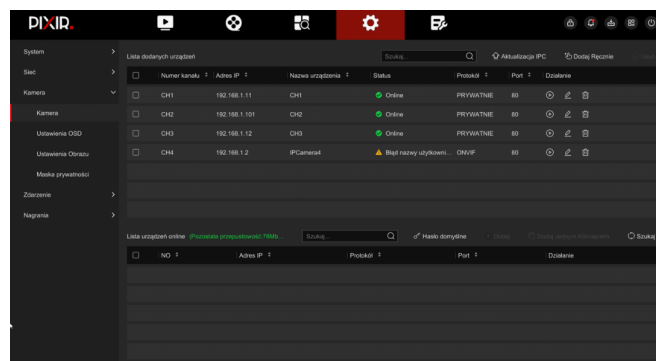 PIXIR.
System
Sieć
Kamera
Kamera
Ustawienia OSD
Ustawienia Obrazu
Maska prywatności
Zdarzenie
Nagrania
Lista dodanych urządzeń Szukaj... Aktualizacja IPC Dodaj Ręcznie
Numer kanału Adres IP Nazwa urządzenia Status Protokół Port Działanie
CH1 192.168.1.11 CH1 Online PRYWATNIE 80
CH2 192.168.1.101 CH2 Online PRYWATNIE 80
CH3 192.168.1.12 CH3 Online PRYWATNIE 80
CH4 192.168.1.2 IPCamera4 Błąd nazwy użytkowni... ONVIF 80
Lista urządzeń online (Pozostała przepustowość:76Mb... Szukaj... Hasło domyślne Dodaj Szukaj
NO Adres IP Protokół Port Działanie